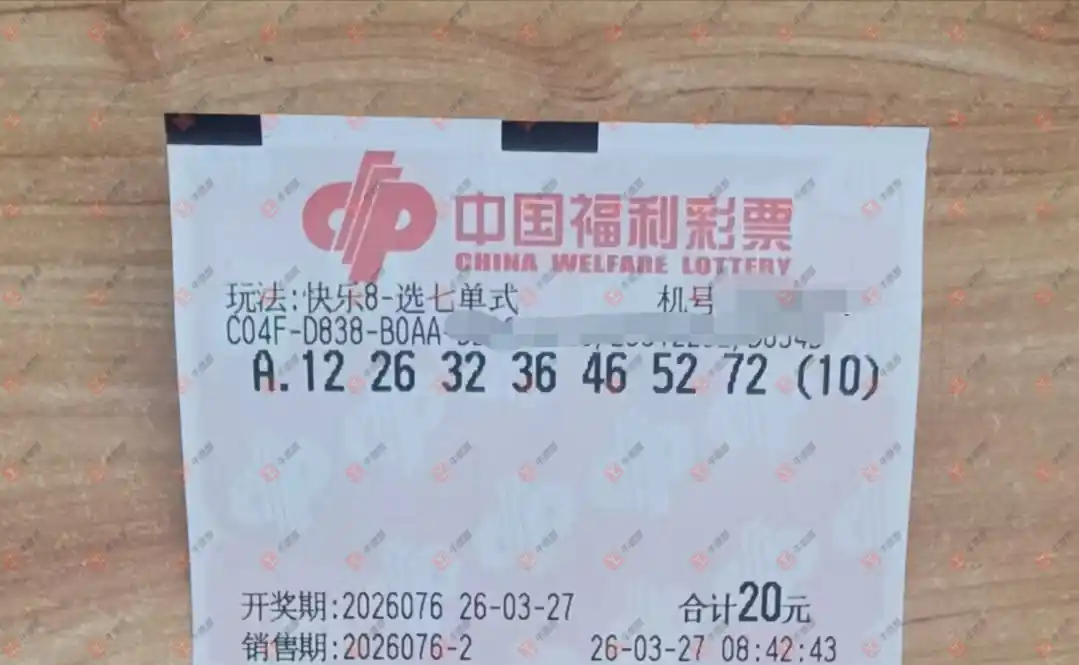 中国福利彩票
CHINA WELFARE LOTTERY
玩法:快乐8-选七单式 机号
C04F-D838-B0AA-
A.12 26 32 36 46 52 72 (10)
开奖期:2026076 26-03-27 合计20元
销售期:2026076-2 26-03-27 08:42:43